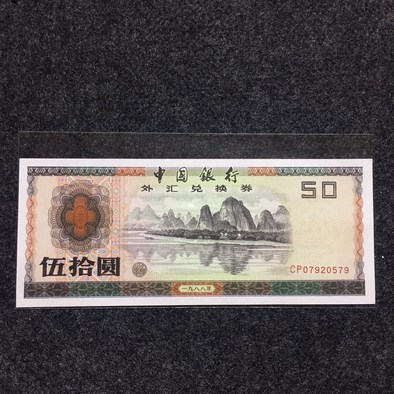 中国银行
外汇兑换券
50
伍拾圆
CP07920579
一九八八年